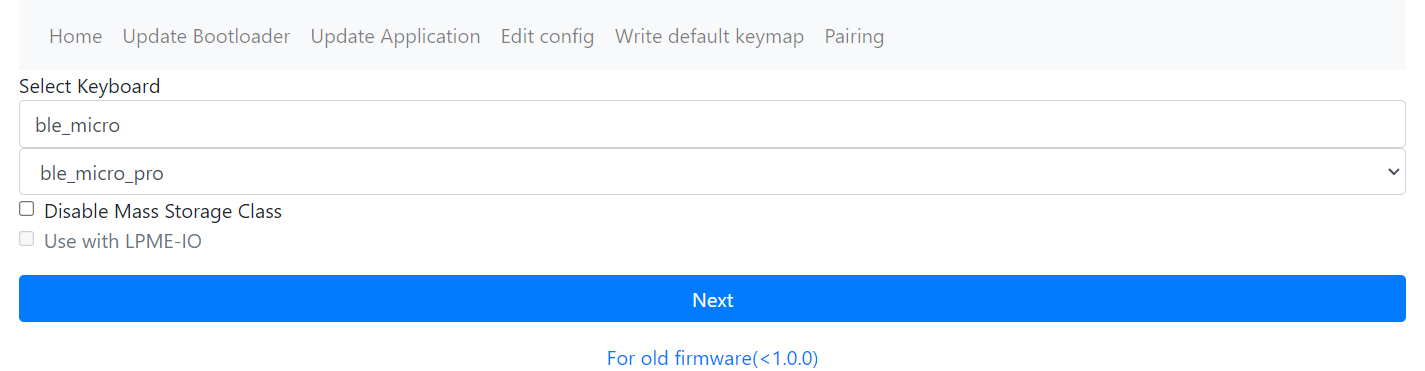 Home Update Bootloader Update Application Edit config Write default keymap Pairing
Select Keyboard
ble_micro
ble_micro_pro
Disable Mass Storage Class
Use with LPME-IO
Next
For old firmware(<1.0.0)